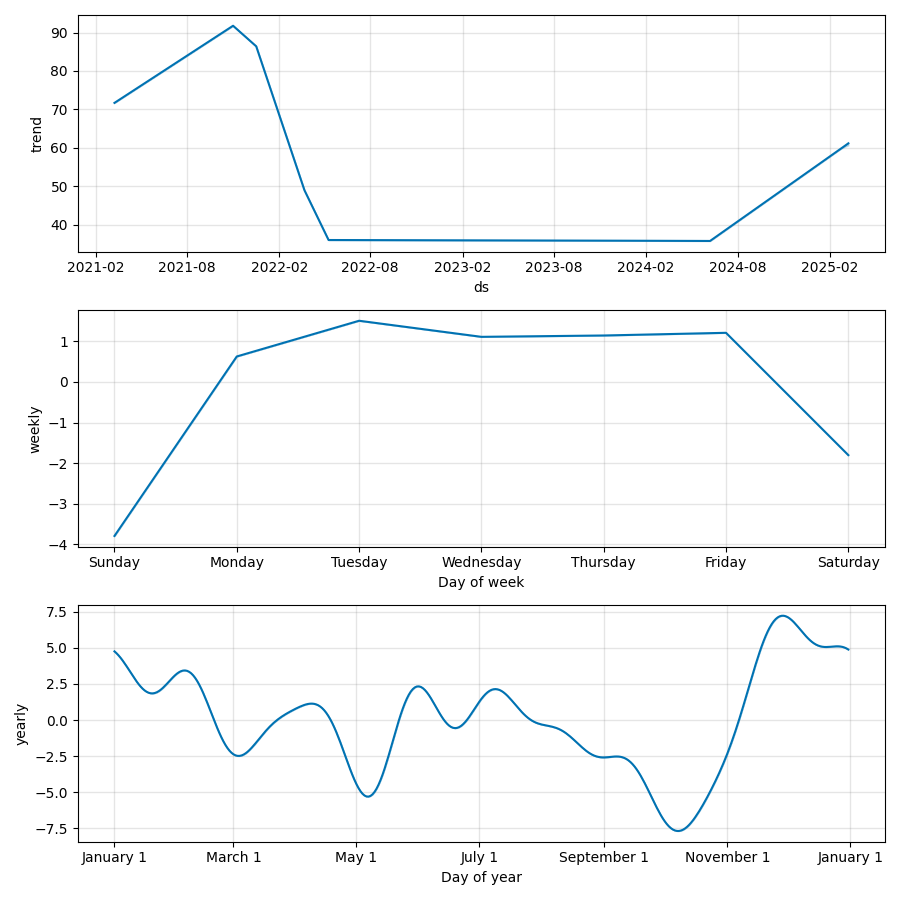 90
80
70
60
50
40
trend
2021-02 2021-08 2022-02 2022-08 2023-02 2023-08 2024-02 2024-08 2025-02
ds
1
0
−1
−2
−3
−4
weekly
Sunday Monday Tuesday Wednesday Thursday Friday Saturday
Day of week
7.5
5.0
2.5
0.0
−2.5
−5.0
−7.5
yearly
January 1 March 1 May 1 July 1 September 1 November 1 January 1
Day of year